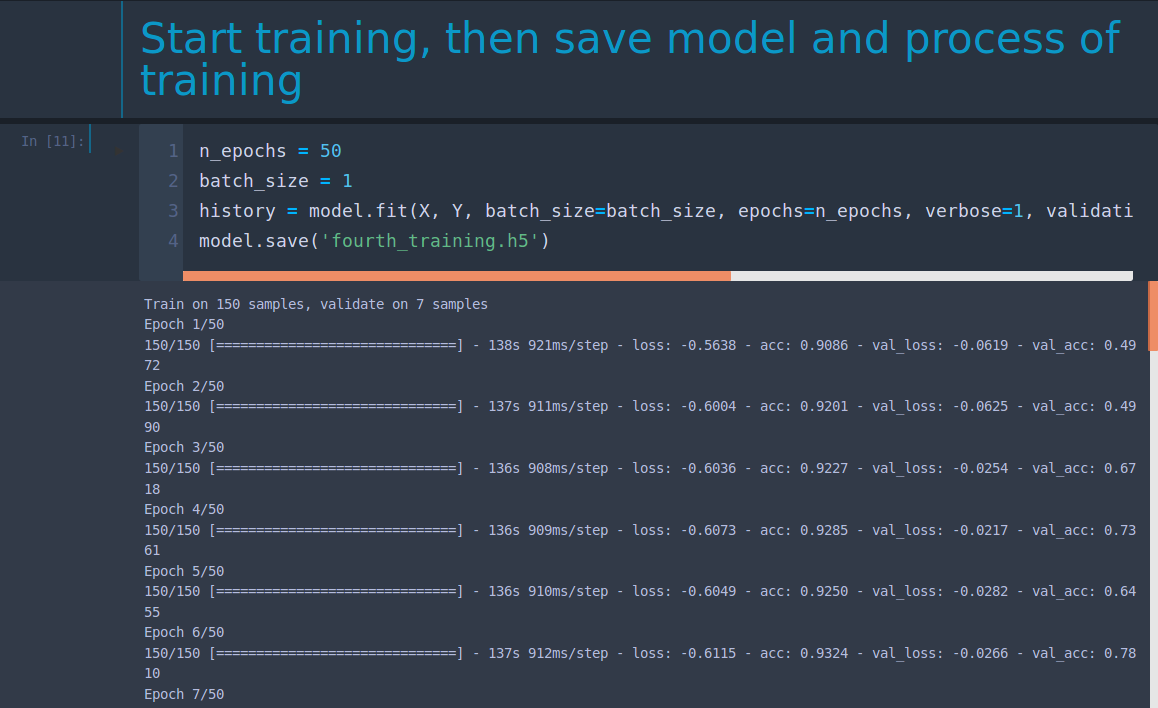 Start training, then save model and process of
training
In [11]:
1 n_epochs = 50
2 batch_size = 1
3 history = model.fit(X, Y, batch_size=batch_size, epochs=n_epochs, verbose=1, validati
4 model.save('fourth_training.h5')
Train on 150 samples, validate on 7 samples
Epoch 1/50
150/150 [==============================] - 138s 921ms/step - loss: -0.5638 - acc: 0.9086 - val_loss: -0.0619 - val_acc: 0.49
72
Epoch 2/50
150/150 [==============================] - 137s 911ms/step - loss: -0.6004 - acc: 0.9201 - val_loss: -0.0625 - val_acc: 0.49
90
Epoch 3/50
150/150 [==============================] - 136s 908ms/step - loss: -0.6036 - acc: 0.9227 - val_loss: -0.0254 - val_acc: 0.67
18
Epoch 4/50
150/150 [==============================] - 136s 909ms/step - loss: -0.6073 - acc: 0.9285 - val_loss: -0.0217 - val_acc: 0.73
61
Epoch 5/50
150/150 [==============================] - 136s 910ms/step - loss: -0.6049 - acc: 0.9250 - val_loss: -0.0282 - val_acc: 0.64
55
Epoch 6/50
150/150 [==============================] - 137s 912ms/step - loss: -0.6115 - acc: 0.9324 - val_loss: -0.0266 - val_acc: 0.78
10
Epoch 7/50